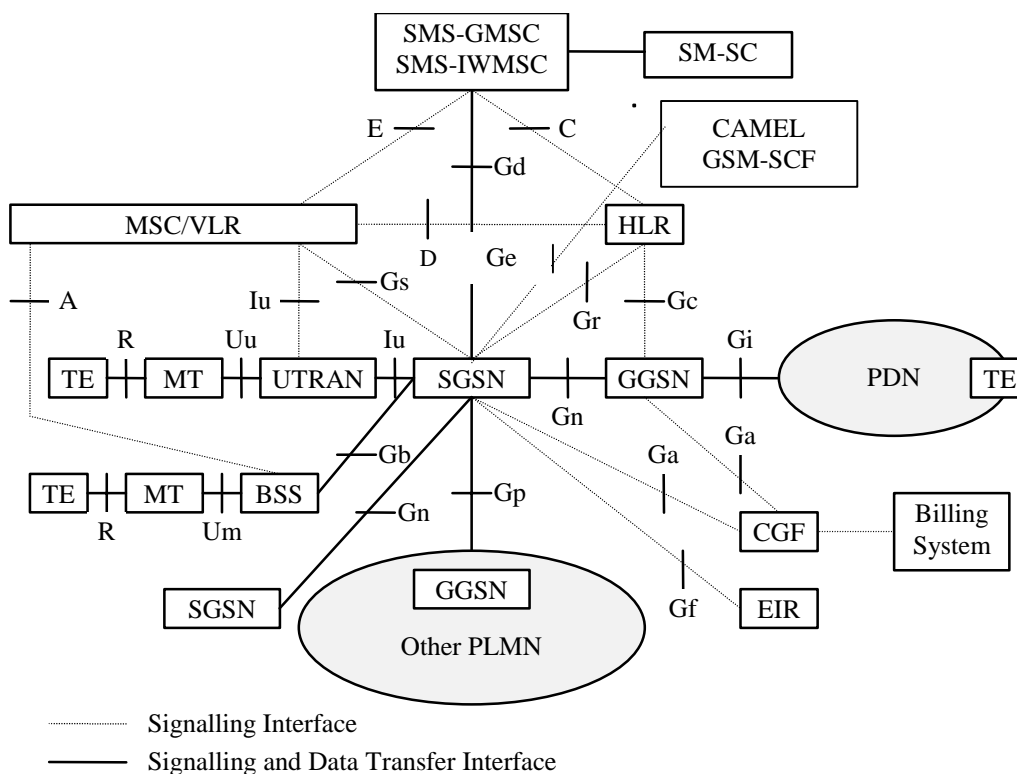 SMS-GMSC
SMS-IWMSC
SM-SC
E
C
CAMEL
GSM-SCF
Gd
MSC/VLR
HLR
D
Ge
Gs
A
Iu
Gr
Gc
R
Uu
Iu
Gi
TE
MT
UTRAN
SGSN
GGSN
PDN
TE
Gn
Gb
Ga
Ga
TE
MT
BSS
Gp
R
Um
Gn
CGF
Billing
System
GGSN
SGSN
Gf
EIR
Other PLMN
Signalling Interface
Signalling and Data Transfer Interface